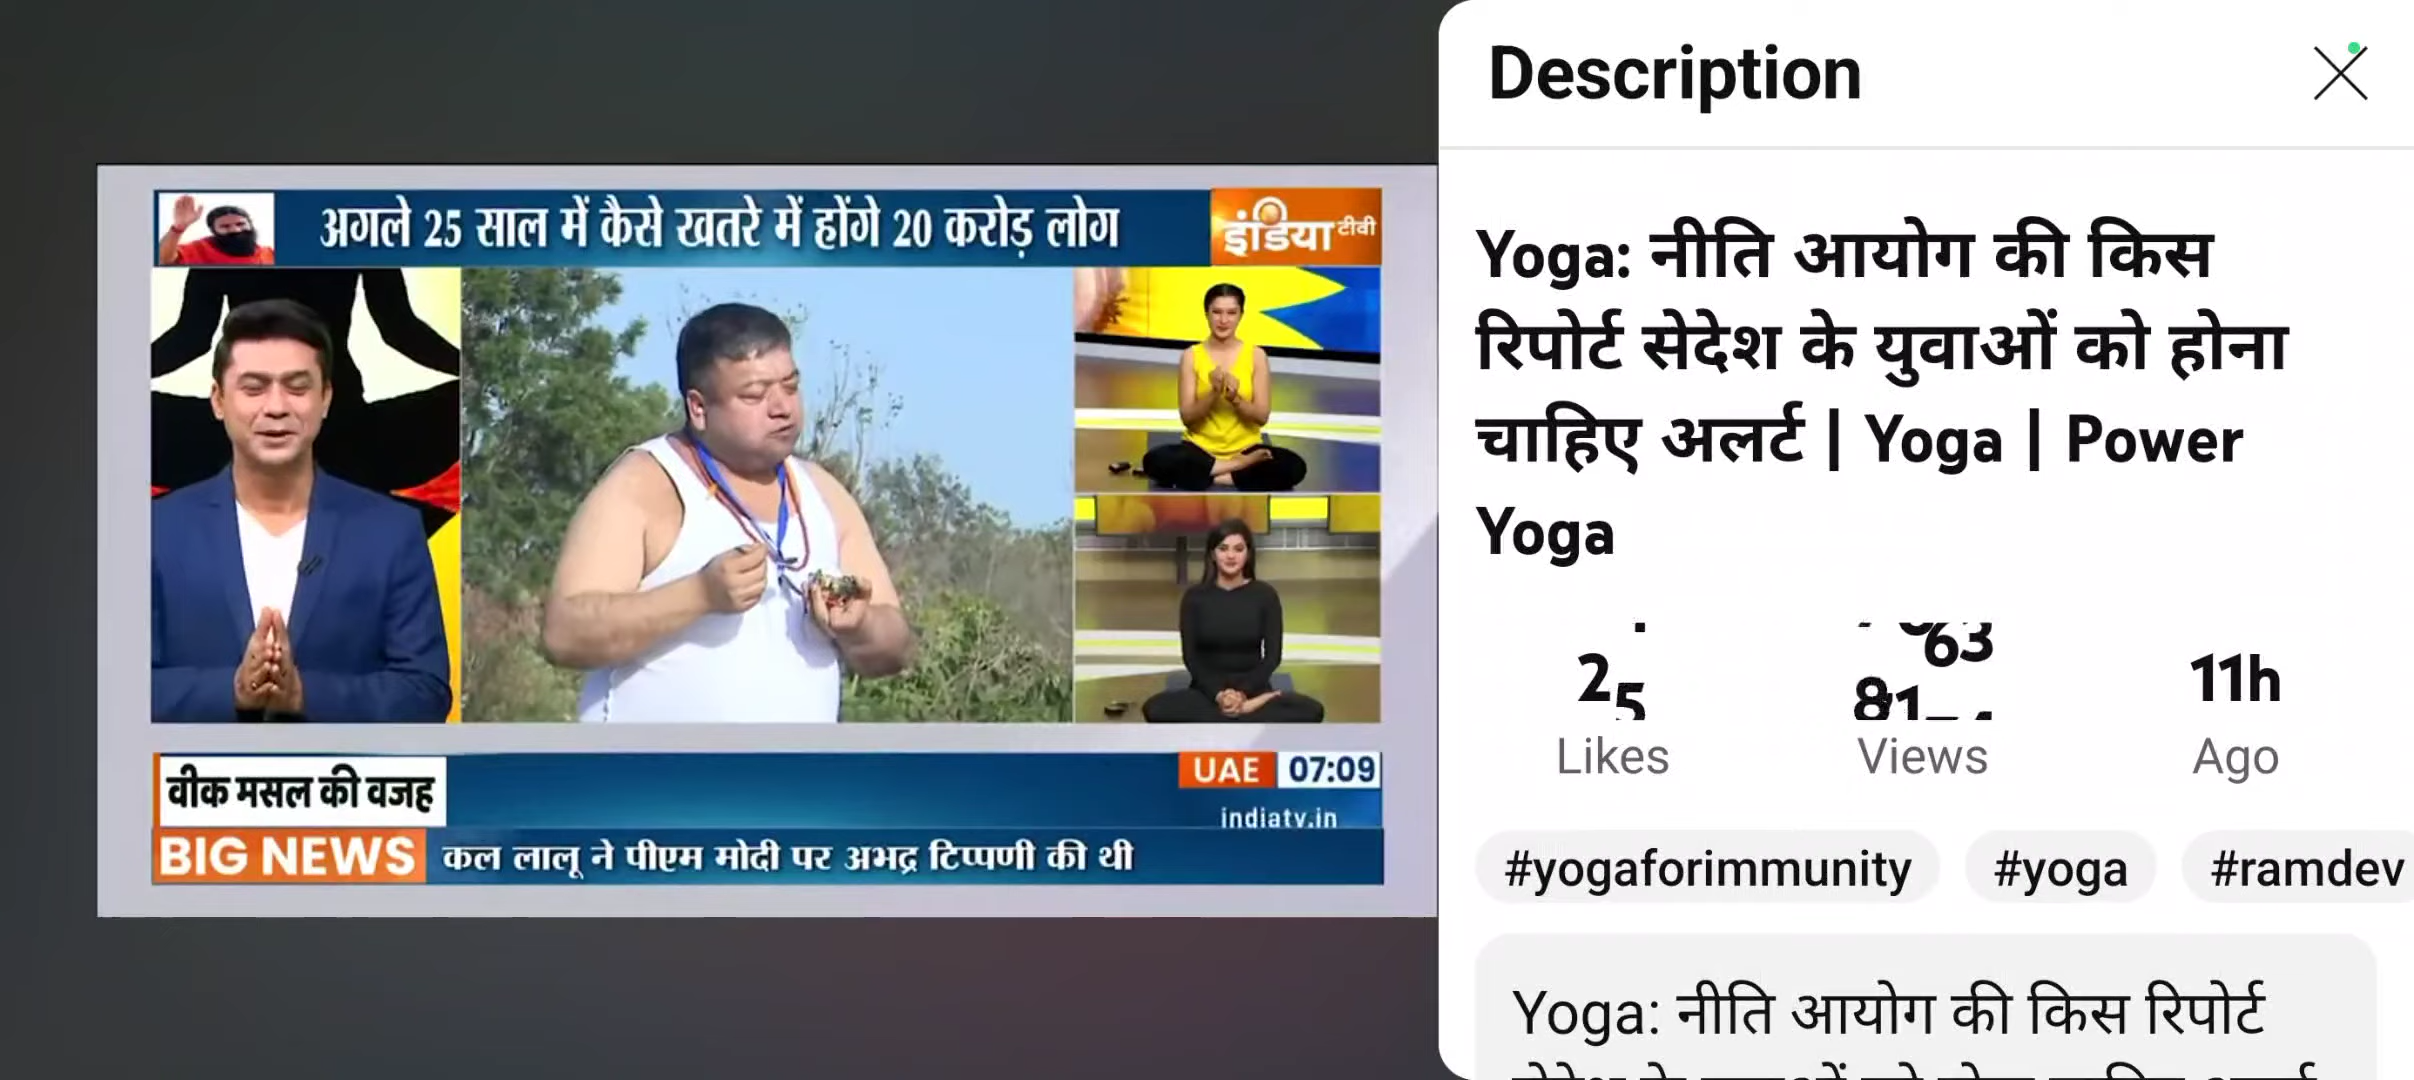 अगले 25 साल में कैसे खतरे में होंगे 20 करोड़ लोग
इंडिया टीवी
वीक मसल की वजह
UAE 07:09
indiatv.in
BIG NEWS कल लालू ने पीएम मोदी पर अभद्र टिप्पणी की थी
Description
Yoga: नीति आयोग की किस
रिपोर्ट सेदेश के युवाओं को होना
चाहिए अलर्ट | Yoga | Power
Yoga
11h
Likes Views Ago
#yogaforimmunity #yoga #ramdev
Yoga: नीति आयोग की किस रिपोर्ट